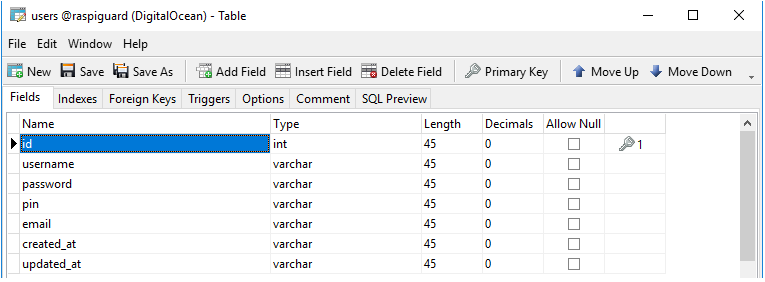 users @raspiguard (DigitalOcean) - Table
File Edit Window Help
New Save Save As Add Field Insert Field Delete Field Primary Key Move Up Move Down
Fields Indexes Foreign Keys Triggers Options Comment SQL Preview
Name Type Length Decimals Allow Null
id int 45 0 1
username varchar 45 0
password varchar 45 0
pin varchar 45 0
email varchar 45 0
created_at varchar 45 0
updated_at varchar 45 0